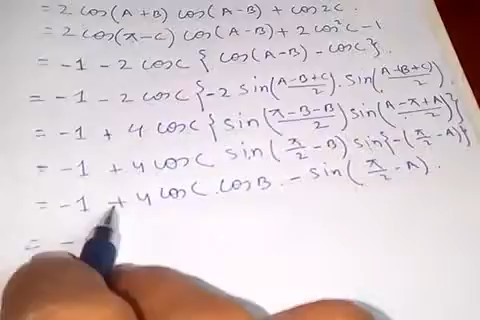 = 2 cos(A+B) cos(A-B) + cos2C.
= 2 cos(π-C) cos(A-B) + 2 cos²C - 1
= -1 - 2 cosC { cos(A-B) - cosC }.
= -1 - 2 cosC {-2 sin((A-B+C)/2) . sin((A-B+C)/2).
= -1 + 4 cosC {sin((π-B-B)/2) sin((A-π+A)/2)}
= -1 + 4 cosC sin(π/2 - B) sin{-(π/2 - A)}
= -1 + 4 cosC . cosB . - sin(π/2 - A).
= -